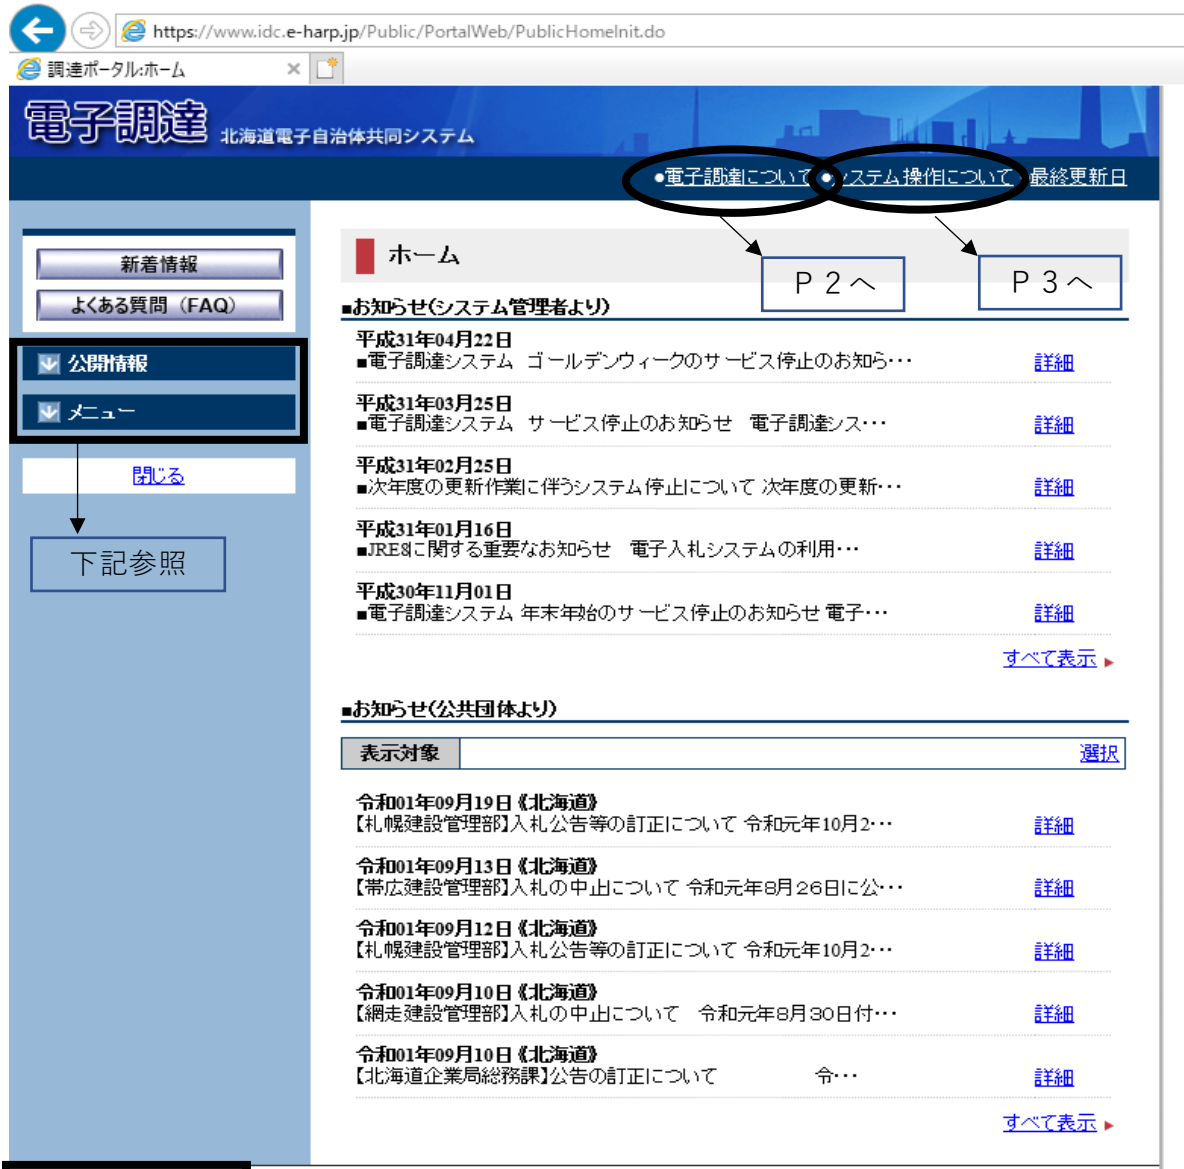 https://www.idc.e-harp.jp/Public/PortalWeb/PublicHomeInit.do
調達ポータル:ホーム
電子調達 北海道電子自治体共同システム
●電子調達について ●システム操作について 最終更新日
新着情報
よくある質問（FAQ）
公開情報
メニュー
閉じる
下記参照
ホーム
Ｐ２へ
Ｐ３へ
■お知らせ(システム管理者より)
平成31年04月22日
■電子調達システム　ゴールデンウィークのサービス停止のお知ら･･･ 詳細
平成31年03月25日
■電子調達システム　サービス停止のお知らせ　電子調達シス･･･ 詳細
平成31年02月25日
■次年度の更新作業に伴うシステム停止について 次年度の更新･･･ 詳細
平成31年01月16日
■JRE8に関する重要なお知らせ　電子入札システムの利用･･･ 詳細
平成30年11月01日
■電子調達システム 年末年始のサービス停止のお知らせ 電子･･･ 詳細
すべて表示
■お知らせ(公共団体より)
表示対象 選択
令和01年09月19日《北海道》
【札幌建設管理部】入札公告等の訂正について 令和元年10月2･･･ 詳細
令和01年09月13日《北海道》
【帯広建設管理部】入札の中止について 令和元年8月26日に公･･･ 詳細
令和01年09月12日《北海道》
【札幌建設管理部】入札公告等の訂正について 令和元年10月2･･･ 詳細
令和01年09月10日《北海道》
【網走建設管理部】入札の中止について　令和元年8月30日付･･･ 詳細
令和01年09月10日《北海道》
【北海道企業局総務課】公告の訂正について　　　　　令･･･ 詳細
すべて表示